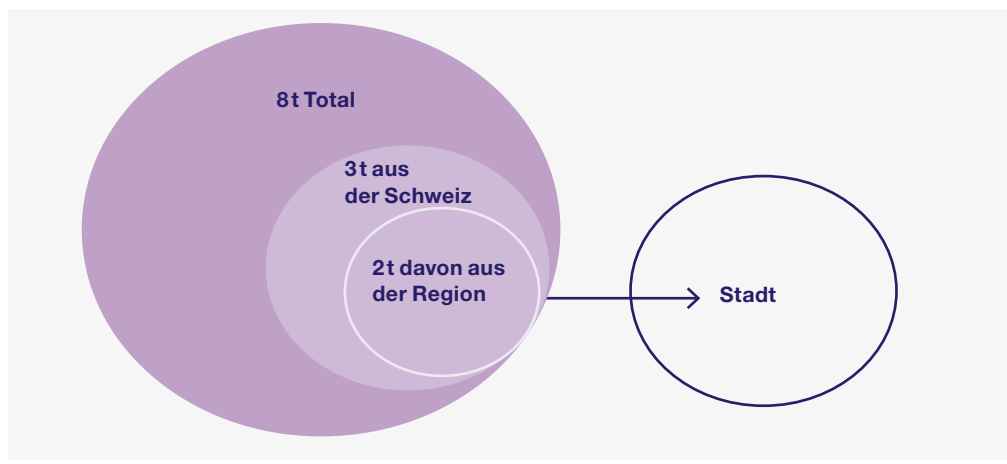 8t Total
3t aus
der Schweiz
2t davon aus
der Region
Stadt